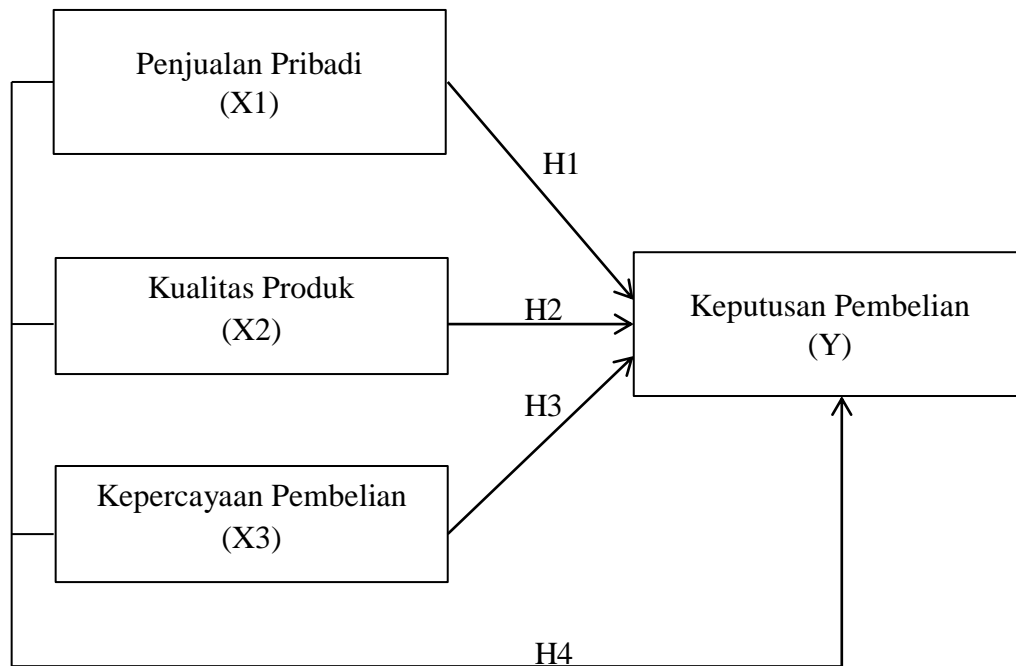 Penjualan Pribadi
(X1)
H1
Kualitas Produk
(X2)
H2
Keputusan Pembelian
(Y)
H3
Kepercayaan Pembelian
(X3)
H4